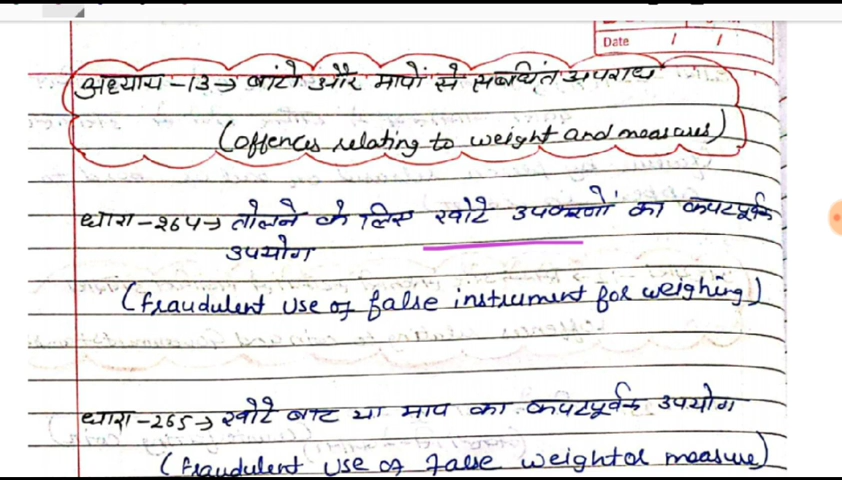 Date / /
अध्याय -13→ बांटो और मापों से सबंधित अपराध
(offences relating to weight and measures)
धारा-264→ तोलने के लिए खोटे उपकरणों का कपटपूर्वक
उपयोग
(fraudulent use of false instrument for weighing)
धारा-265→ खोटे बाट या माप का कपटपूर्वक उपयोग
(fraudulent use of false weight or measure)